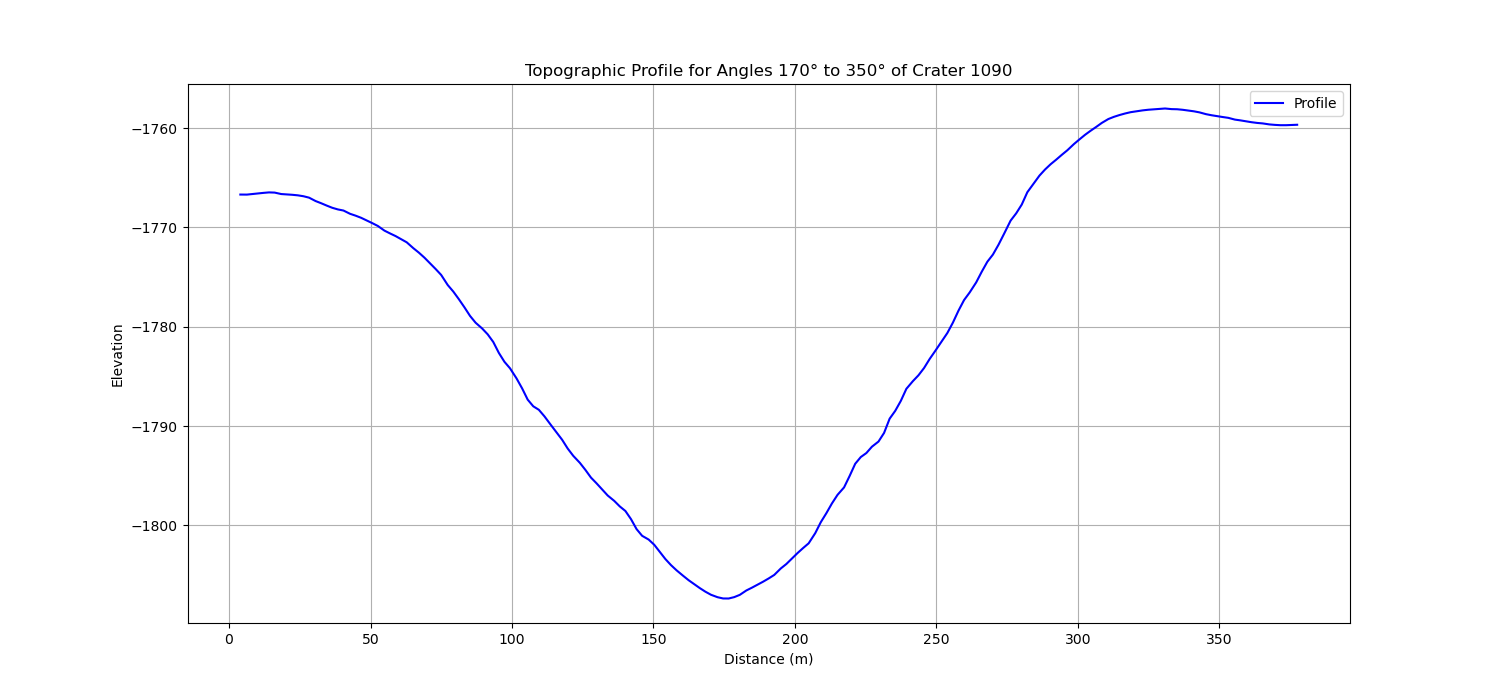 Topographic Profile for Angles 170° to 350° of Crater 1090
Profile
−1760
−1770
−1780
−1790
−1800
Elevation
0 50 100 150 200 250 300 350
Distance (m)